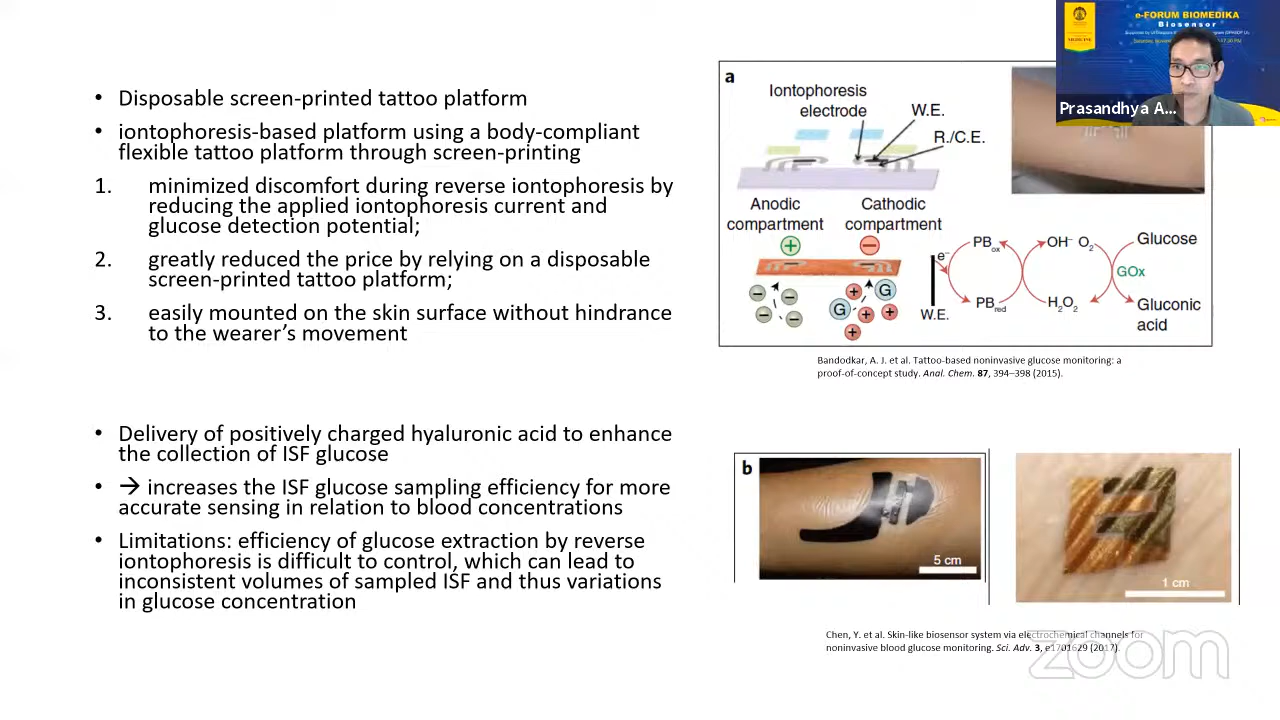 • Disposable screen-printed tattoo platform
• iontophoresis-based platform using a body-compliant
flexible tattoo platform through screen-printing
1. minimized discomfort during reverse iontophoresis by
reducing the applied iontophoresis current and
glucose detection potential;
2. greatly reduced the price by relying on a disposable
screen-printed tattoo platform;
3. easily mounted on the skin surface without hindrance
to the wearer's movement
• Delivery of positively charged hyaluronic acid to enhance
the collection of ISF glucose
• → increases the ISF glucose sampling efficiency for more
accurate sensing in relation to blood concentrations
• Limitations: efficiency of glucose extraction by reverse
iontophoresis is difficult to control, which can lead to
inconsistent volumes of sampled ISF and thus variations
in glucose concentration
a
Iontophoresis
electrode
W.E.
R./C.E.
Anodic
compartment
Cathodic
compartment
+
−
G
G
e⁻
W.E.
PBox
PBred
OH⁻ O₂
H₂O₂
Glucose
GOx
Gluconic
acid
Bandodkar, A. J. et al. Tattoo-based noninvasive glucose monitoring: a
proof-of-concept study. Anal. Chem. 87, 394–398 (2015).
b
5 cm
1 cm
Chen, Y. et al. Skin-like biosensor system via electrochemical channels for
noninvasive blood glucose monitoring. Sci. Adv. 3, e1701629 (2017).
zoom
e-FORUM BIOMEDIKA
Biosensor
Prasandhya A...